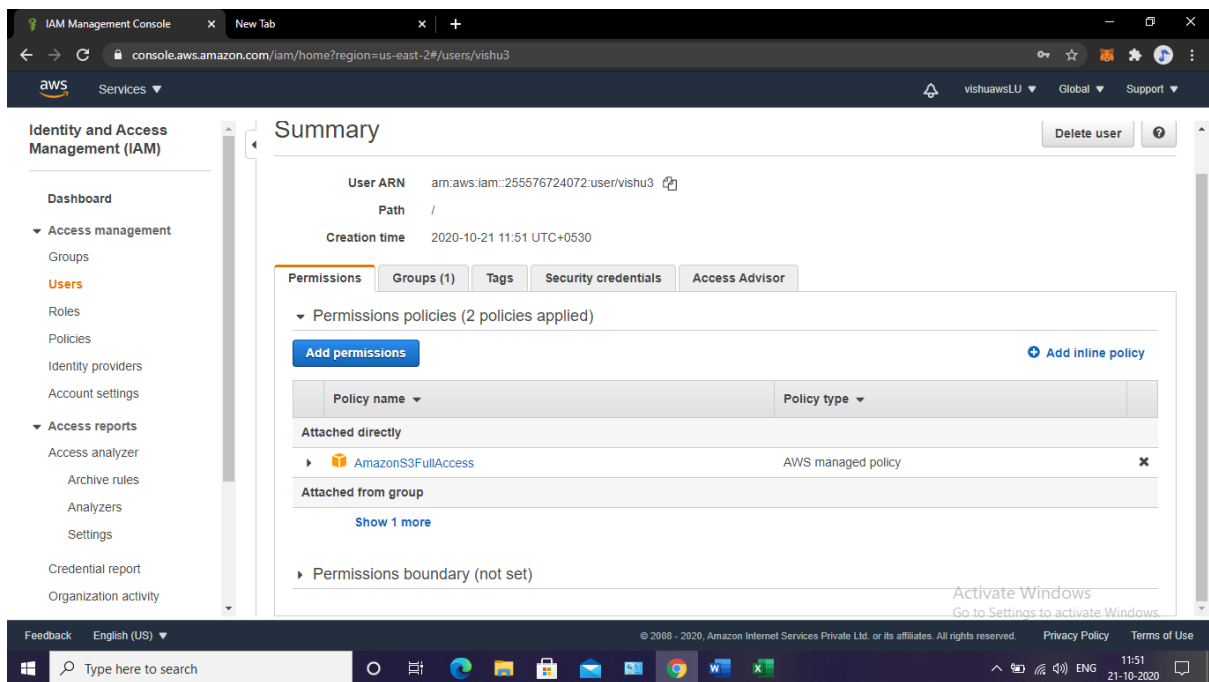 IAM Management Console
New Tab
console.aws.amazon.com/iam/home?region=us-east-2#/users/vishu3
aws Services vishuawsLU Global Support
Identity and Access
Management (IAM)
Dashboard
Access management
Groups
Users
Roles
Policies
Identity providers
Account settings
Access reports
Access analyzer
Archive rules
Analyzers
Settings
Credential report
Organization activity
Summary
Delete user
User ARN arn:aws:iam::255576724072:user/vishu3
Path /
Creation time 2020-10-21 11:51 UTC+0530
Permissions Groups (1) Tags Security credentials Access Advisor
Permissions policies (2 policies applied)
Add permissions Add inline policy
Policy name Policy type
Attached directly
AmazonS3FullAccess AWS managed policy
Attached from group
Show 1 more
Permissions boundary (not set)
Activate Windows
Go to Settings to activate Windows.
Feedback English (US) © 2008 - 2020, Amazon Internet Services Private Ltd. or its affiliates. All rights reserved. Privacy Policy Terms of Use
Type here to search
ENG
11:51
21-10-2020